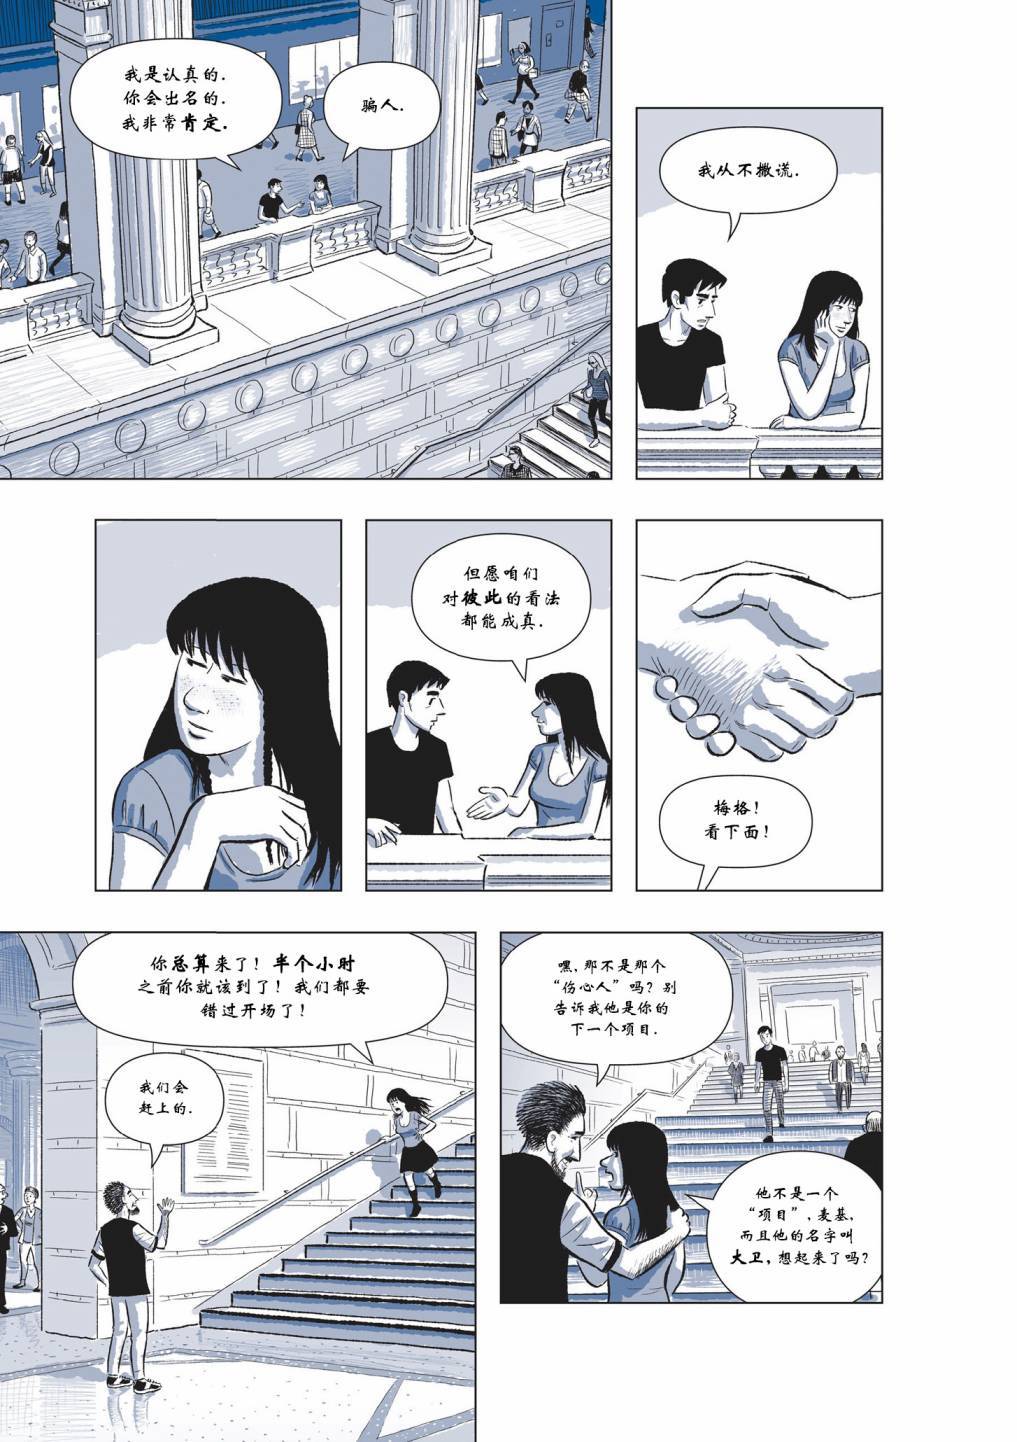 我是认真的.
你会出名的.
我非常肯定.
骗人.
我从不撒谎.
但愿咱们
对彼此的看法
都能成真.
梅格！
看下面！
你总算来了！半个小时
之前你就该到了！我们都要
错过开场了！
我们会
赶上的.
嘿,那不是那个
“伤心人”吗？别
告诉我他是你的
下一个项目.
他不是一个
“项目”,麦基,
而且他的名字叫
大卫,想起来了吗？